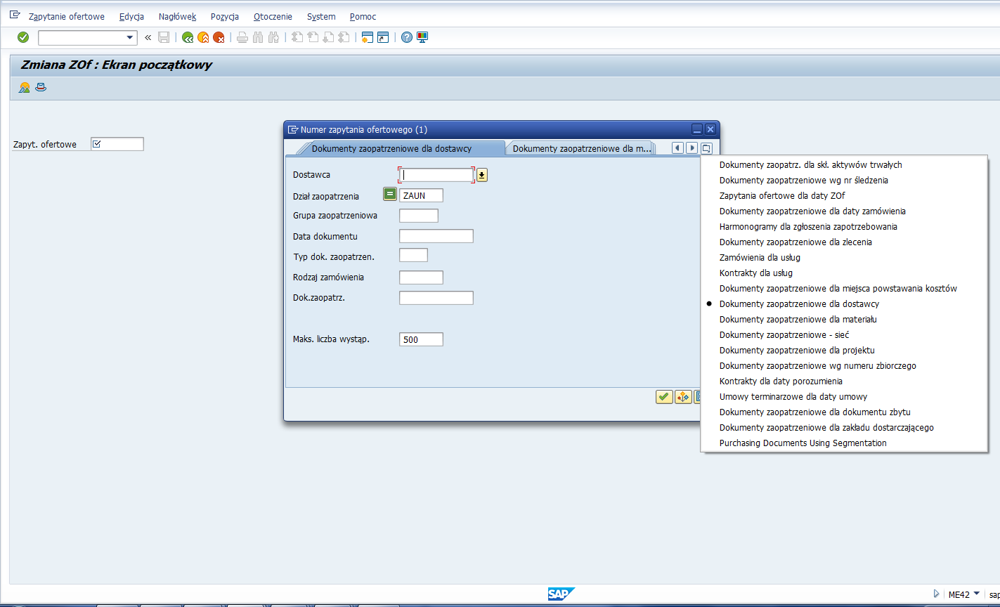 Zapytanie ofertowe Edycja Nagłówek Pozycja Otoczenie System Pomoc
Zmiana ZOf : Ekran początkowy
Zapyt. ofertowe
Numer zapytania ofertowego (1)
Dokumenty zaopatrzeniowe dla dostawcy Dokumenty zaopatrzeniowe dla m...
Dostawca
Dział zaopatrzenia ZAUN
Grupa zaopatrzeniowa
Data dokumentu
Typ dok. zaopatrzen.
Rodzaj zamówienia
Dok.zaopatrz.
Maks. liczba wystąp. 500
Dokumenty zaopatrz. dla skł. aktywów trwałych
Dokumenty zaopatrzeniowe wg nr śledzenia
Zapytania ofertowe dla daty ZOf
Dokumenty zaopatrzeniowe dla daty zamówienia
Harmonogramy dla zgłoszenia zapotrzebowania
Dokumenty zaopatrzeniowe dla zlecenia
Zamówienia dla usług
Kontrakty dla usług
Dokumenty zaopatrzeniowe dla miejsca powstawania kosztów
Dokumenty zaopatrzeniowe dla dostawcy
Dokumenty zaopatrzeniowe dla materiału
Dokumenty zaopatrzeniowe - sieć
Dokumenty zaopatrzeniowe dla projektu
Dokumenty zaopatrzeniowe wg numeru zbiorczego
Kontrakty dla daty porozumienia
Umowy terminarzowe dla daty umowy
Dokumenty zaopatrzeniowe dla dokumentu zbytu
Dokumenty zaopatrzeniowe dla zakładu dostarczającego
Purchasing Documents Using Segmentation
SAP
ME42 sap